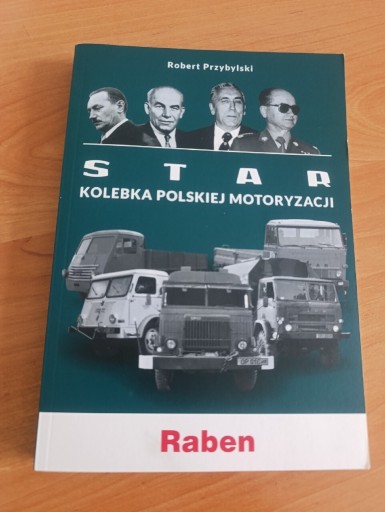 Robert Przybylski
STAR
KOLEBKA POLSKIEJ MOTORYZACJI
Raben